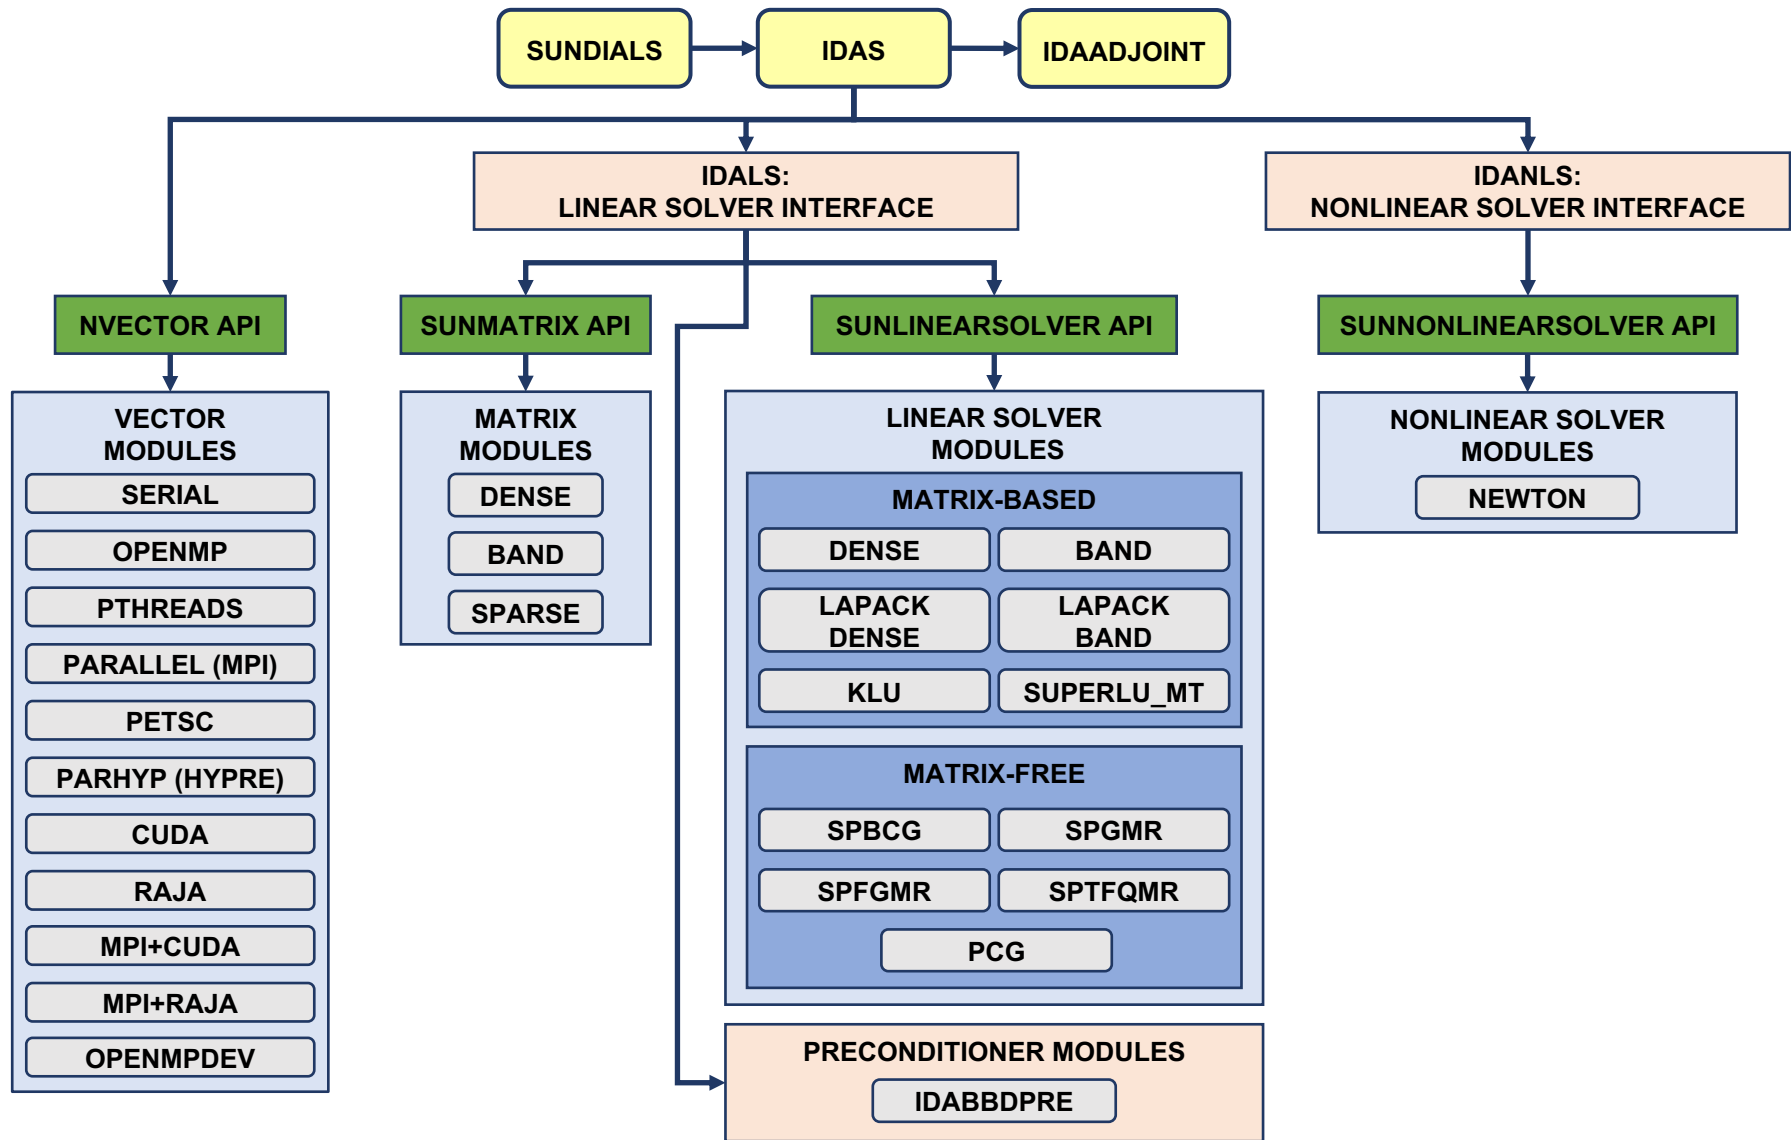 SUNDIALS
IDAS
IDAADJOINT
IDALS:
LINEAR SOLVER INTERFACE
IDANLS:
NONLINEAR SOLVER INTERFACE
NVECTOR API
SUNMATRIX API
SUNLINEARSOLVER API
SUNNONLINEARSOLVER API
VECTOR
MODULES
SERIAL
OPENMP
PTHREADS
PARALLEL (MPI)
PETSC
PARHYP (HYPRE)
CUDA
RAJA
MPI+CUDA
MPI+RAJA
OPENMPDEV
MATRIX
MODULES
DENSE
BAND
SPARSE
LINEAR SOLVER
MODULES
MATRIX-BASED
DENSE
BAND
LAPACK
DENSE
LAPACK
BAND
KLU
SUPERLU_MT
MATRIX-FREE
SPBCG
SPGMR
SPFGMR
SPTFQMR
PCG
PRECONDITIONER MODULES
IDABBDPRE
NONLINEAR SOLVER
MODULES
NEWTON